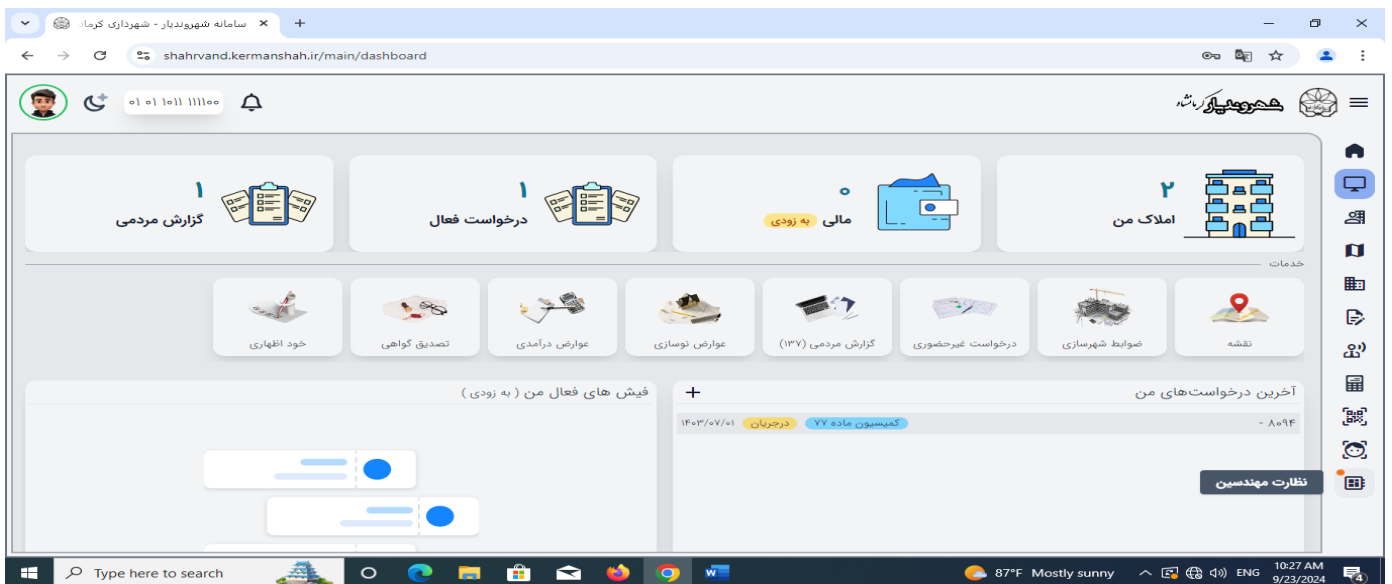 سامانه شهروندیار - شهرداری کرمان
shahrvand.kermanshah.ir/main/dashboard
شهروندیار کرمانشاه
۰۱ ۰۱ ۱۰۱۱ ۱۱۱۱۰۰
۲
املاک من
۰
مالی به زودی
۱
درخواست فعال
۱
گزارش مردمی
خدمات
نقشه
ضوابط شهرسازی
درخواست غیرحضوری
گزارش مردمی (۱۳۷)
عوارض نوسازی
عوارض درآمدی
تصدیق گواهی
خود اظهاری
آخرین درخواست‌های من
۸۰۹۴ -
کمیسیون ماده ۷۷
درجریان
۱۴۰۳/۰۷/۰۱
فیش های فعال من ( به زودی )
نظارت مهندسین
Type here to search
87°F Mostly sunny
ENG
10:27 AM
9/23/2024
4